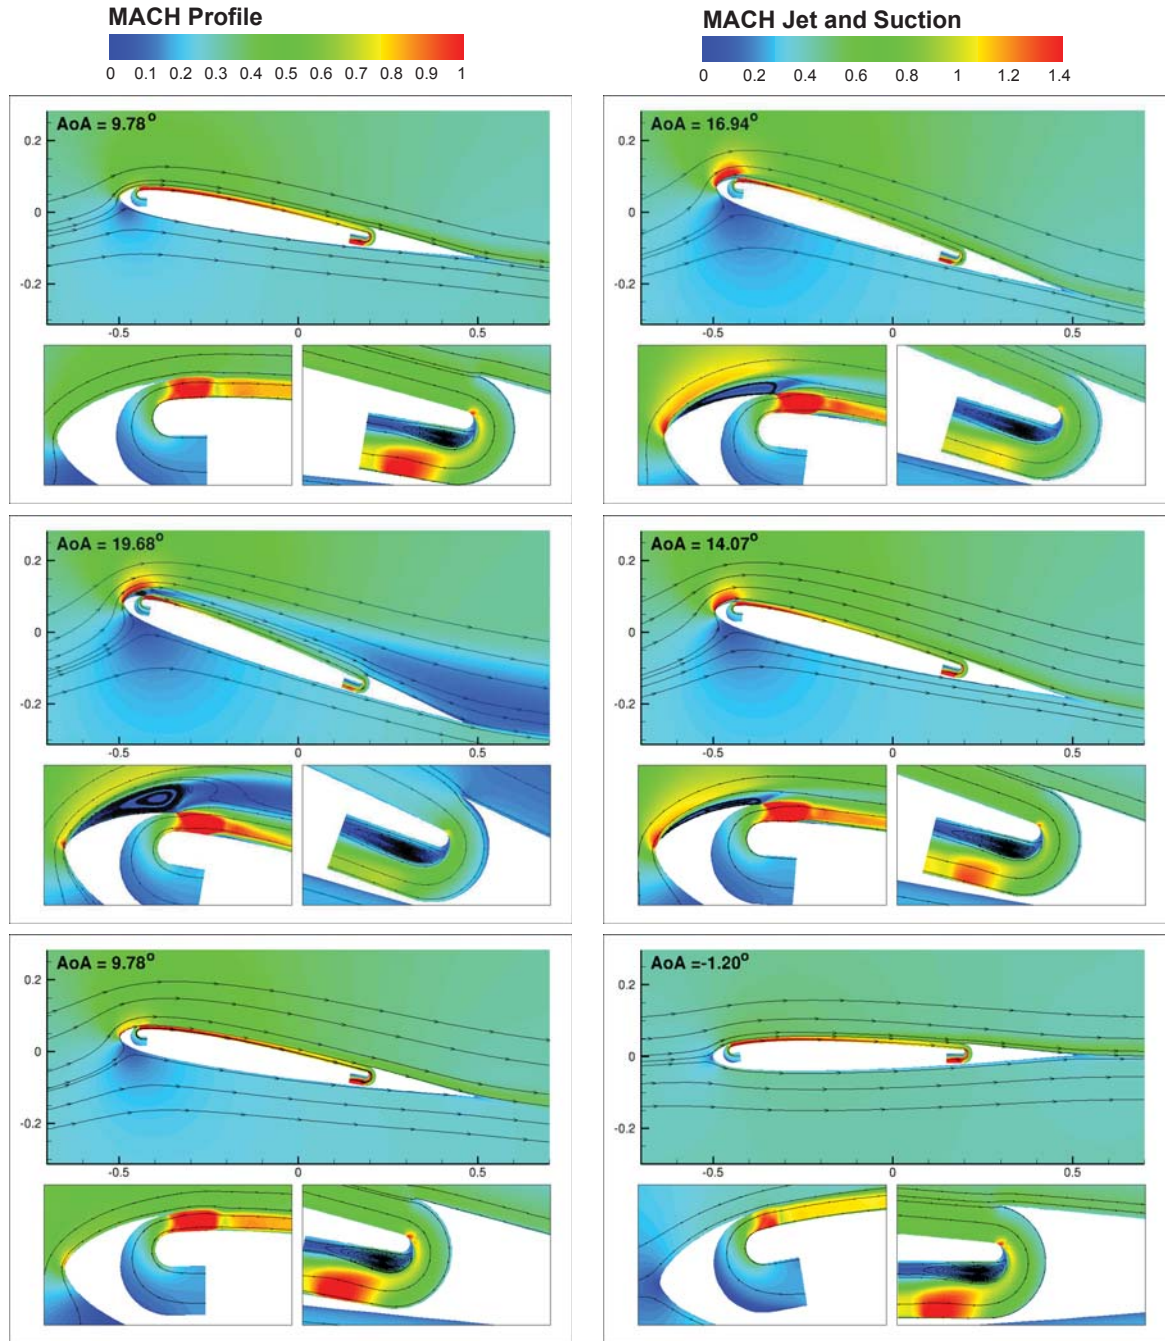 MACH Profile
0 0.1 0.2 0.3 0.4 0.5 0.6 0.7 0.8 0.9 1
MACH Jet and Suction
0 0.2 0.4 0.6 0.8 1 1.2 1.4
AoA = 9.78°
0.2
0
-0.2
-0.5 0 0.5
AoA = 16.94°
0.2
0
-0.2
-0.5 0 0.5
AoA = 19.68°
0.2
0
-0.2
-0.5 0 0.5
AoA = 14.07°
0.2
0
-0.2
-0.5 0 0.5
AoA = 9.78°
0.2
0
-0.2
-0.5 0 0.5
AoA =-1.20°
0.2
0
-0.2
-0.5 0 0.5